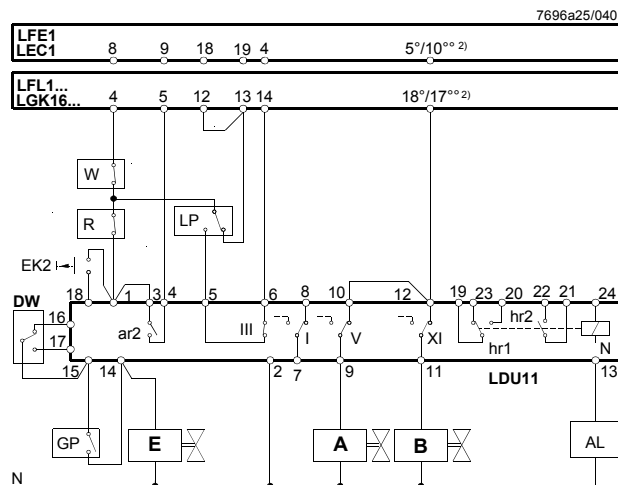 7696a25/040
LFE1
LEC1 8 9 18 19 4 5°/10°° 2)
LFL1...
LGK16... 4 5 12 13 14 18°/17°° 2)
W
R LP
EK2
DW 18 1 3 4 5 6 8 10 12 19 23 20 22 21 24
16 ar2 III I V XI hr2
17 hr1 N
15 14 2 7 9 11 LDU11 13
GP E A B AL
N